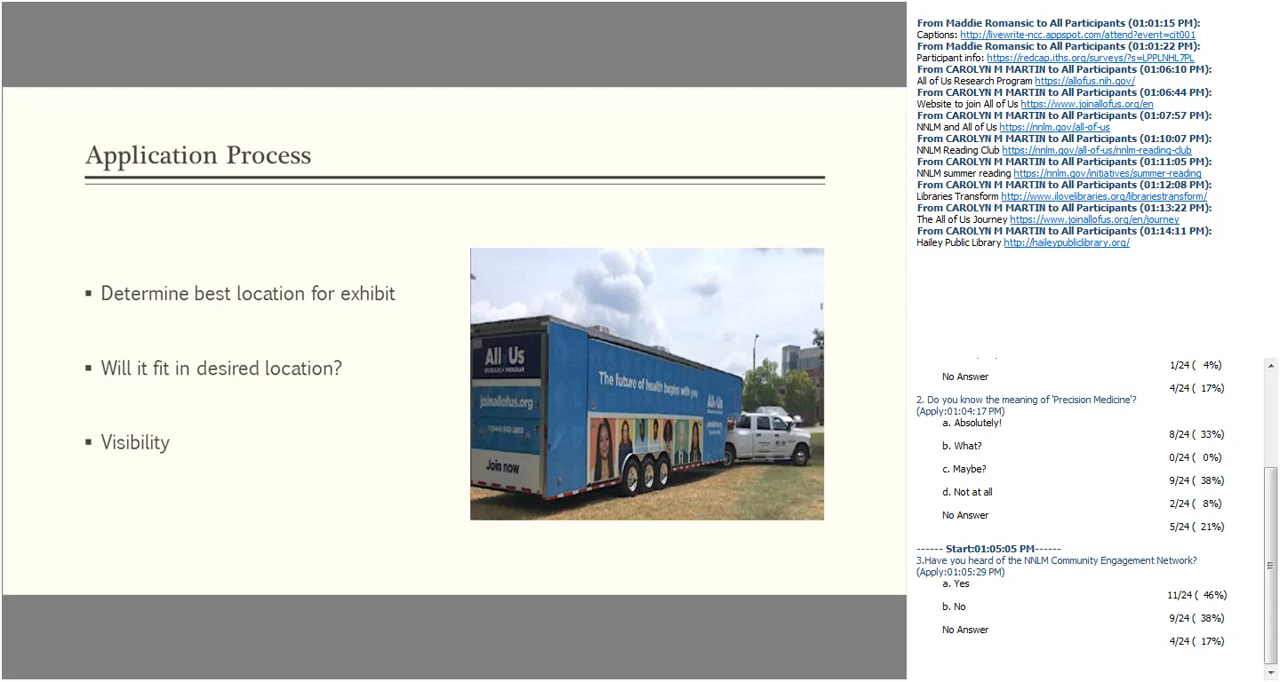 Application Process
▪ Determine best location for exhibit
▪ Will it fit in desired location?
▪ Visibility
All of Us
RESEARCH PROGRAM
joinallofus.org
Join now
The future of health begins with you
All of Us
From Maddie Romansic to All Participants (01:01:15 PM):
Captions: http://livewrite-ncc.appspot.com/attend?event=cit001
From Maddie Romansic to All Participants (01:01:22 PM):
Participant info: https://redcap.iths.org/surveys/?s=LPPLNHL7PL
From CAROLYN M MARTIN to All Participants (01:06:10 PM):
All of Us Research Program https://allofus.nih.gov/
From CAROLYN M MARTIN to All Participants (01:06:44 PM):
Website to join All of Us https://www.joinallofus.org/en
From CAROLYN M MARTIN to All Participants (01:07:57 PM):
NNLM and All of Us https://nnlm.gov/all-of-us
From CAROLYN M MARTIN to All Participants (01:10:07 PM):
NNLM Reading Club https://nnlm.gov/all-of-us/nnlm-reading-club
From CAROLYN M MARTIN to All Participants (01:11:05 PM):
NNLM summer reading https://nnlm.gov/initiatives/summer-reading
From CAROLYN M MARTIN to All Participants (01:12:08 PM):
Libraries Transform http://www.ilovelibraries.org/librariestransform/
From CAROLYN M MARTIN to All Participants (01:13:22 PM):
The All of Us Journey https://www.joinallofus.org/en/journey
From CAROLYN M MARTIN to All Participants (01:14:11 PM):
Hailey Public Library http://haileypubliclibrary.org/
1/24 ( 4%)
No Answer
4/24 ( 17%)
2. Do you know the meaning of 'Precision Medicine'?
(Apply:01:04:17 PM)
a. Absolutely!
8/24 ( 33%)
b. What?
0/24 ( 0%)
c. Maybe?
9/24 ( 38%)
d. Not at all
2/24 ( 8%)
No Answer
5/24 ( 21%)
------ Start:01:05:05 PM------
3.Have you heard of the NNLM Community Engagement Network?
(Apply:01:05:29 PM)
a. Yes
11/24 ( 46%)
b. No
9/24 ( 38%)
No Answer
4/24 ( 17%)